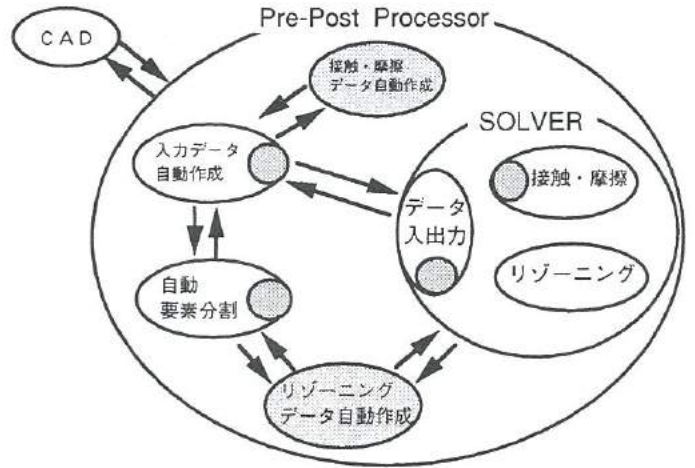 Pre-Post Processor
CAD
接触・摩擦
データ自動作成
SOLVER
入力データ
自動作成
接触・摩擦
データ
入出力
リゾーニング
自動
要素分割
リゾーニング
データ自動作成